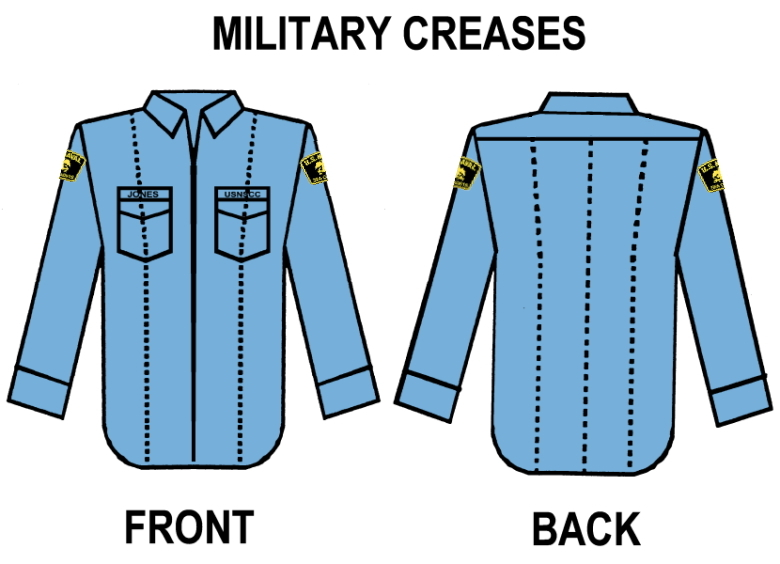 MILITARY CREASES
JONES
USNSCC
U.S. N
FRONT
BACK